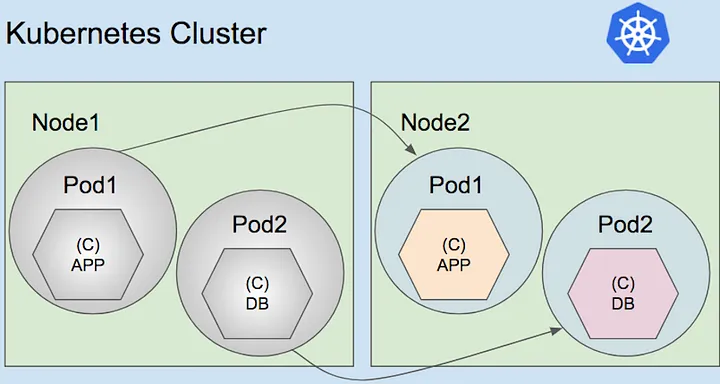 Kubernetes Cluster
Node1
Pod1
(C)
APP
Pod2
(C)
DB
Node2
Pod1
(C)
APP
Pod2
(C)
DB